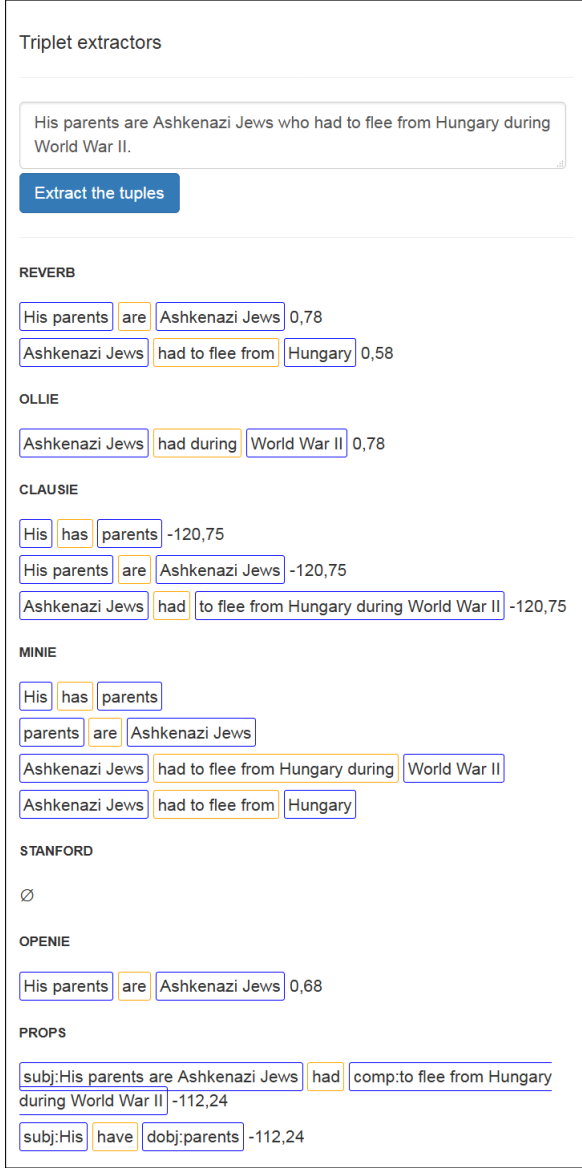 Triplet extractors
His parents are Ashkenazi Jews who had to flee from Hungary during
World War II.
Extract the tuples
REVERB
His parents are Ashkenazi Jews 0,78
Ashkenazi Jews had to flee from Hungary 0,58
OLLIE
Ashkenazi Jews had during World War II 0,78
CLAUSIE
His has parents -120,75
His parents are Ashkenazi Jews -120,75
Ashkenazi Jews had to flee from Hungary during World War II -120,75
MINIE
His has parents
parents are Ashkenazi Jews
Ashkenazi Jews had to flee from Hungary during World War II
Ashkenazi Jews had to flee from Hungary
STANFORD
∅
OPENIE
His parents are Ashkenazi Jews 0,68
PROPS
subj:His parents are Ashkenazi Jews had comp:to flee from Hungary
during World War II -112,24
subj:His have dobj:parents -112,24